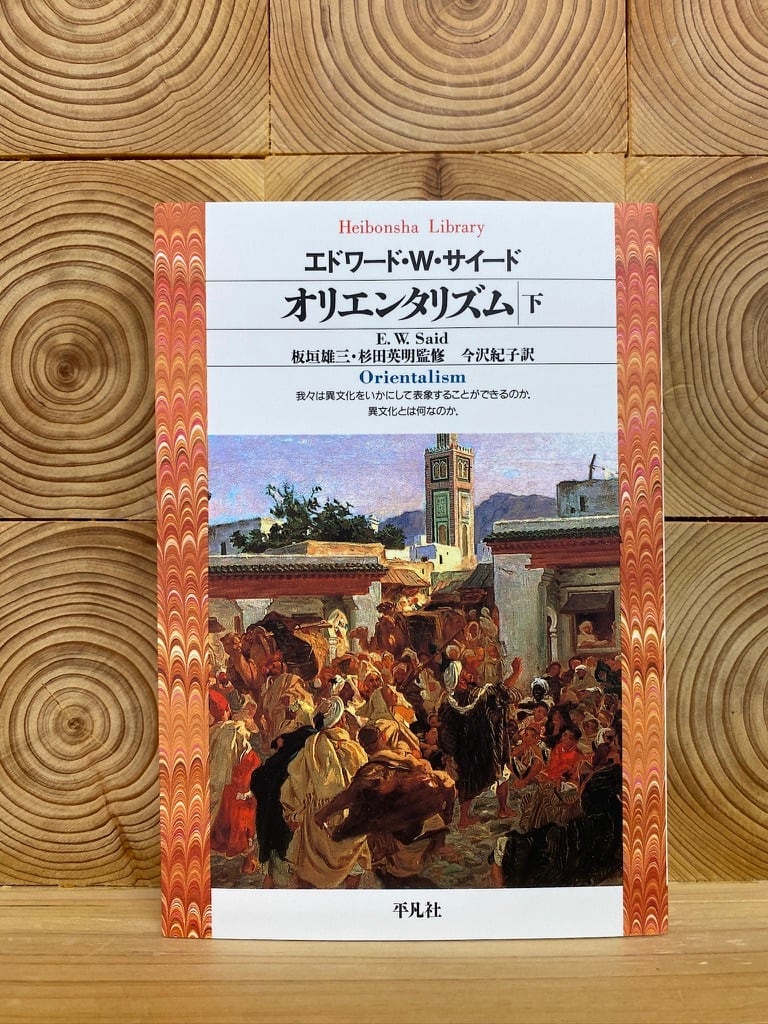 Heibonsha Library
エドワード・W・サイード
オリエンタリズム 下
E. W. Said
板垣雄三・杉田英明監修 今沢紀子訳
Orientalism
我々は異文化をいかにして表象することができるのか.
異文化とは何なのか.
平凡社